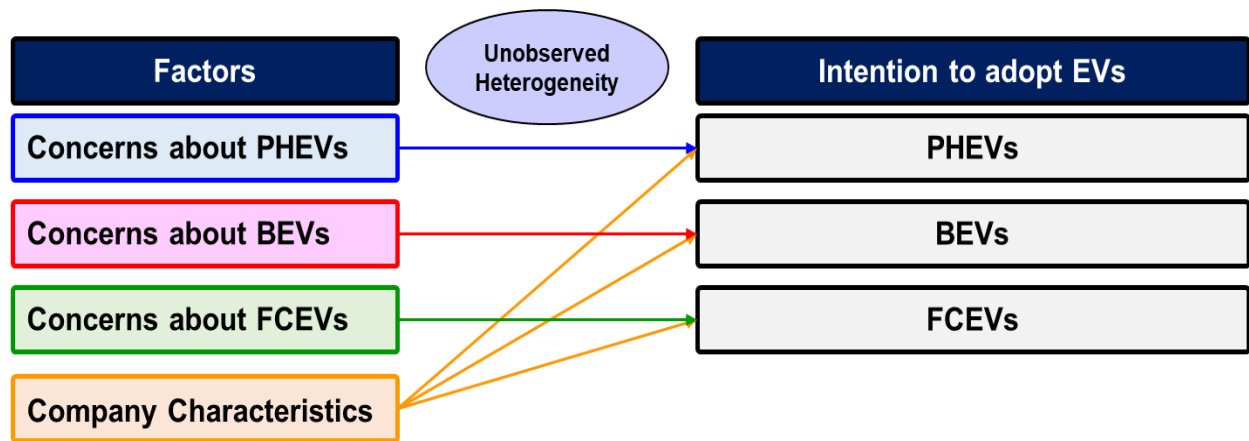 Factors
Unobserved
Heterogeneity
Intention to adopt EVs
Concerns about PHEVs
PHEVs
Concerns about BEVs
BEVs
Concerns about FCEVs
FCEVs
Company Characteristics